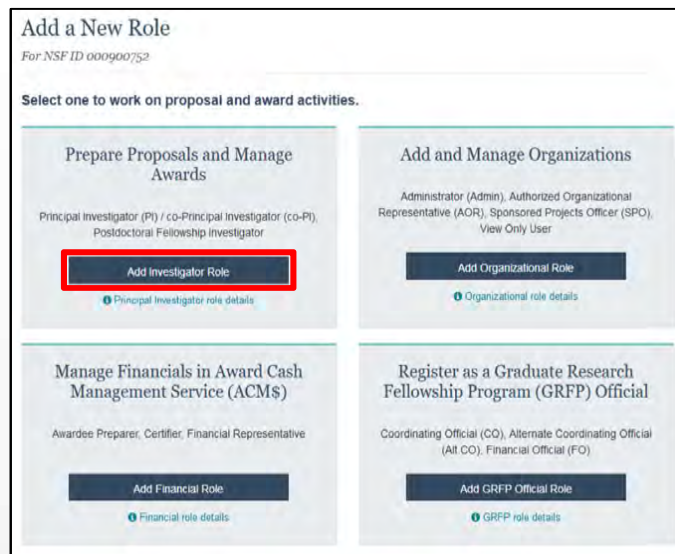 Add a New Role
For NSF ID 000900752
Select one to work on proposal and award activities.
Prepare Proposals and Manage
Awards
Principal Investigator (PI) / co-Principal Investigator (co-PI),
Postdoctoral Fellowship Investigator
Add Investigator Role
Principal Investigator role details
Add and Manage Organizations
Administrator (Admin), Authorized Organizational
Representative (AOR), Sponsored Projects Officer (SPO),
View Only User
Add Organizational Role
Organizational role details
Manage Financials in Award Cash
Management Service (ACM$)
Awardee Preparer, Certifier, Financial Representative
Add Financial Role
Financial role details
Register as a Graduate Research
Fellowship Program (GRFP) Official
Coordinating Official (CO), Alternate Coordinating Official
(Alt CO), Financial Official (FO)
Add GRFP Official Role
GRFP role details